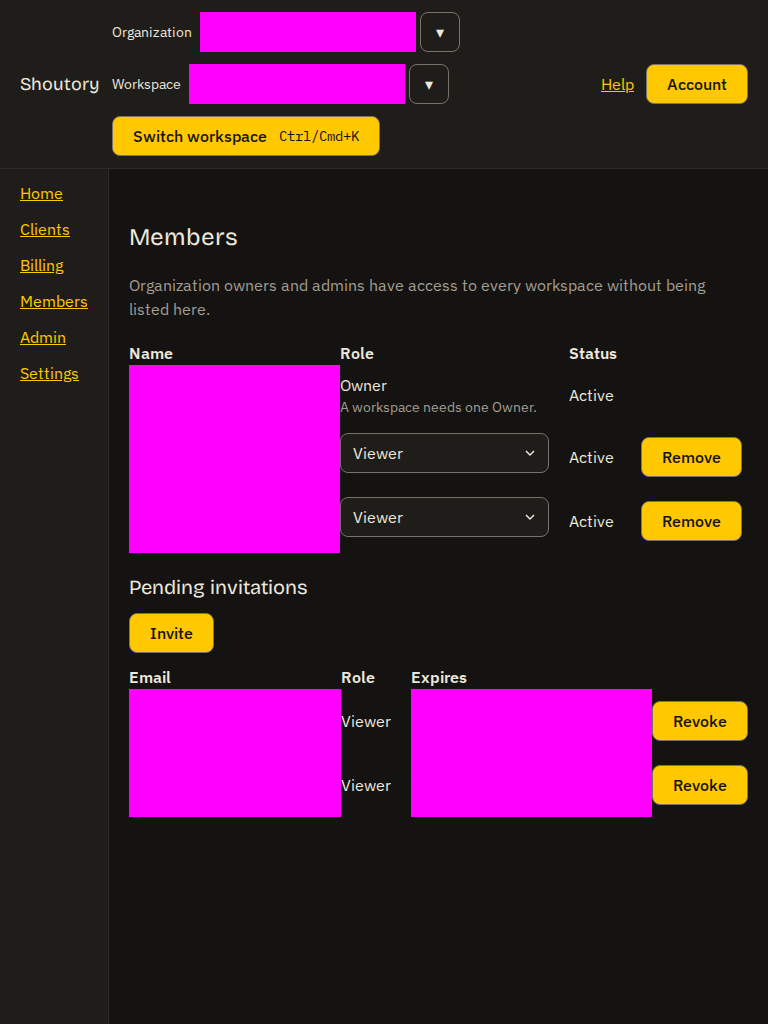 Organization ▼
Shoutory Workspace ▼ Help Account
Switch workspace Ctrl/Cmd+K
Home
Clients
Billing
Members
Admin
Settings
Members
Organization owners and admins have access to every workspace without being
listed here.
Name Role Status
Owner
A workspace needs one Owner.
Active
Viewer Active Remove
Viewer Active Remove
Pending invitations
Invite
Email Role Expires
Viewer Revoke
Viewer Revoke